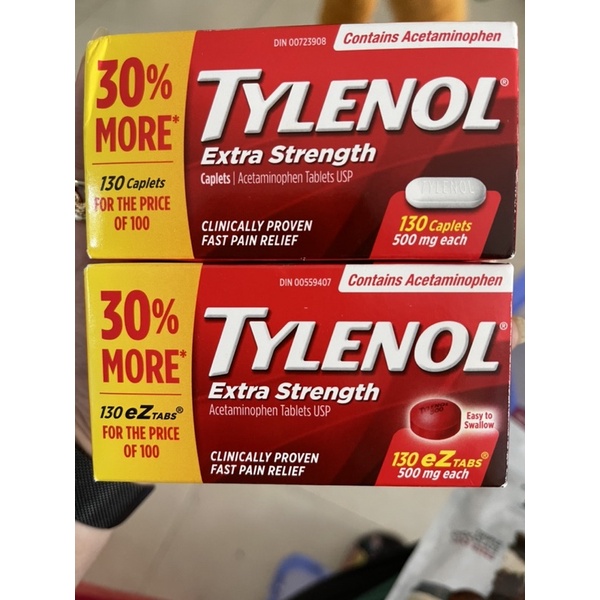 DIN 00723908
Contains Acetaminophen
30%
MORE*
130 Caplets
FOR THE PRICE
OF 100
TYLENOL®
Extra Strength
Caplets | Acetaminophen Tablets USP
TYLENOL
CLINICALLY PROVEN
FAST PAIN RELIEF
130 Caplets
500 mg each
DIN 00559407
Contains Acetaminophen
30%
MORE*
130 eZ TABS®
FOR THE PRICE
OF 100
TYLENOL®
Extra Strength
Acetaminophen Tablets USP
TYLENOL
500
Easy to
Swallow
CLINICALLY PROVEN
FAST PAIN RELIEF
130 eZ TABS®
500 mg each